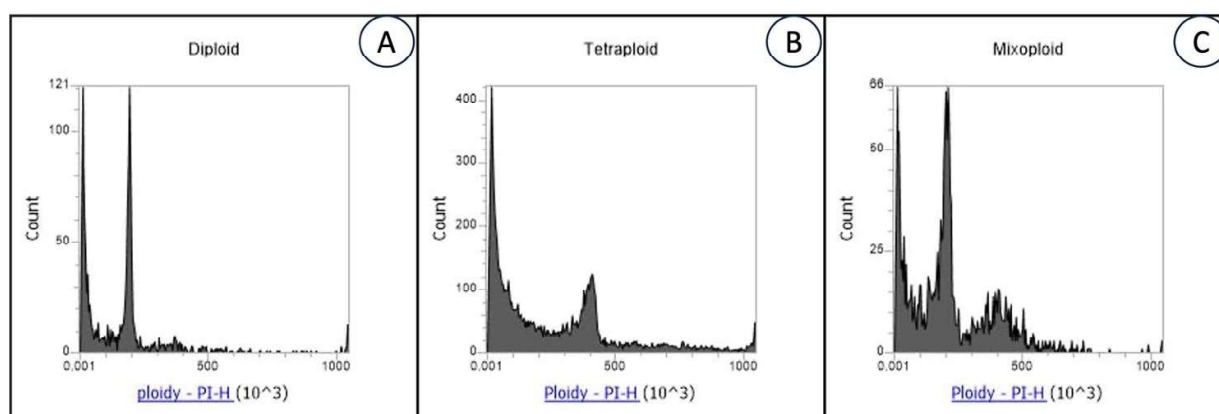 A
Diploid
121
100
50
0
0.001
500
1000
Count
ploidy - PI-H (10^3)
B
Tetraploid
400
300
200
100
0
0.001
500
1000
Count
Ploidy - PI-H (10^3)
C
Mixoploid
66
50
25
0
0.001
500
1000
Count
Ploidy - PI-H (10^3)